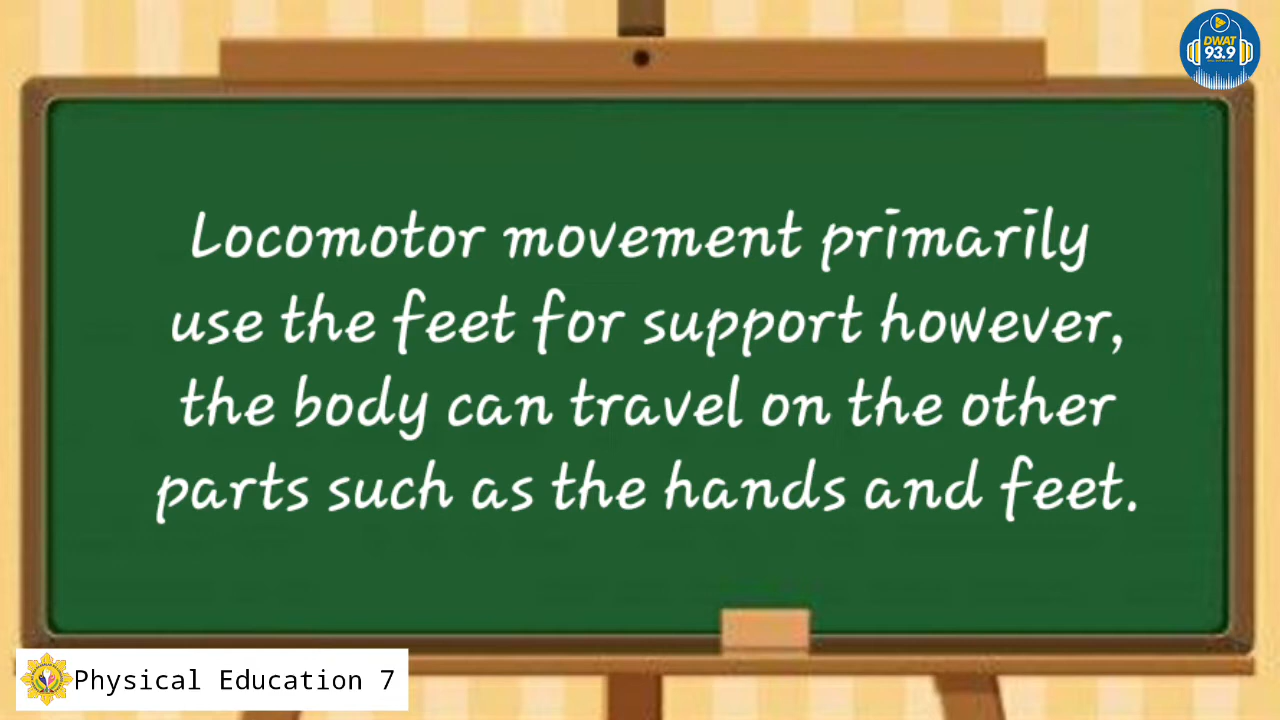 DWAT
93.9
Locomotor movement primarily
use the feet for support however,
the body can travel on the other
parts such as the hands and feet.
Physical Education 7